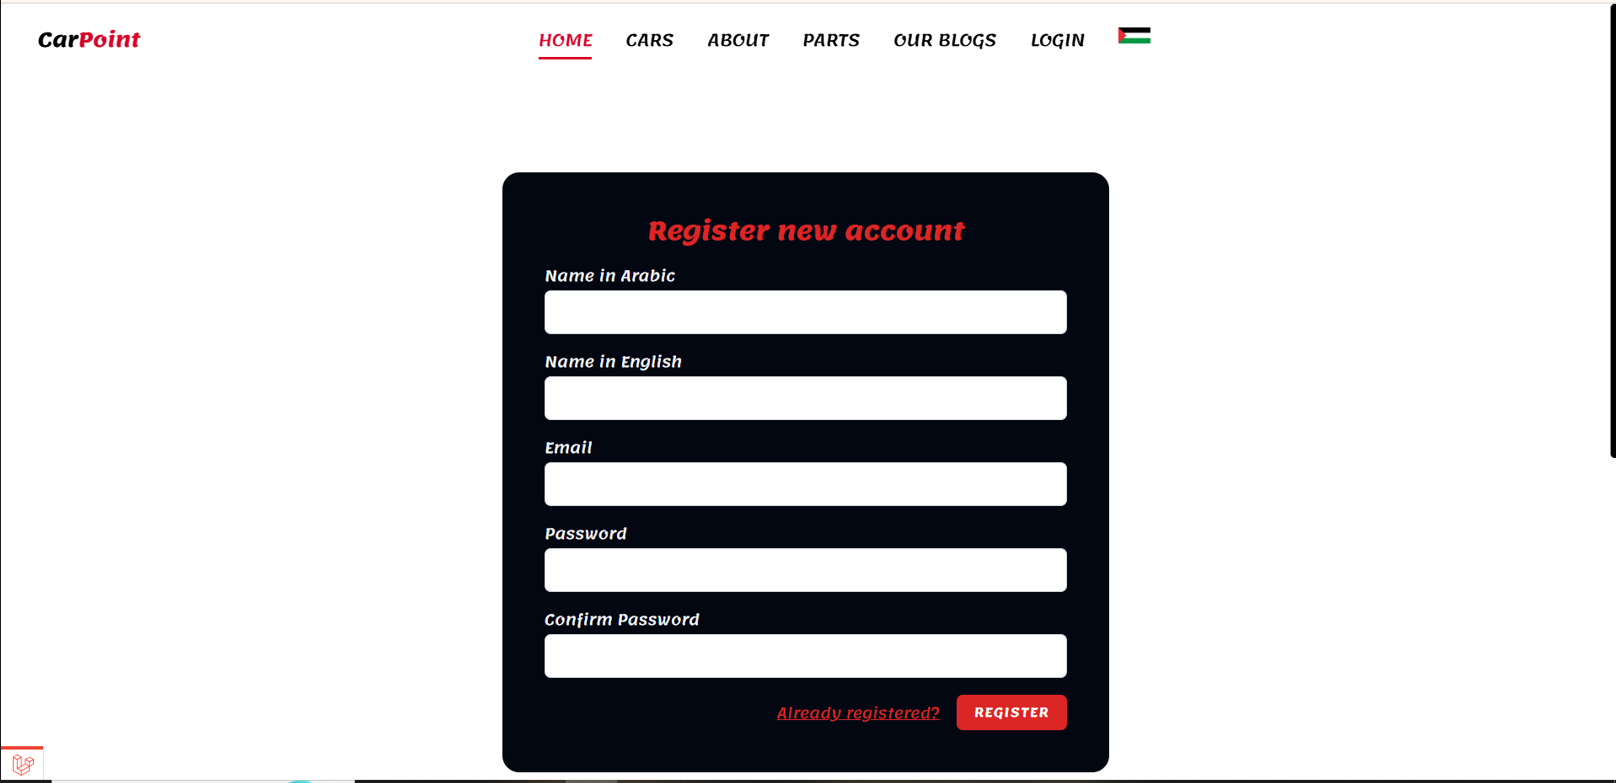 CarPoint
HOME CARS ABOUT PARTS OUR BLOGS LOGIN
Register new account
Name in Arabic
Name in English
Email
Password
Confirm Password
Already registered? REGISTER